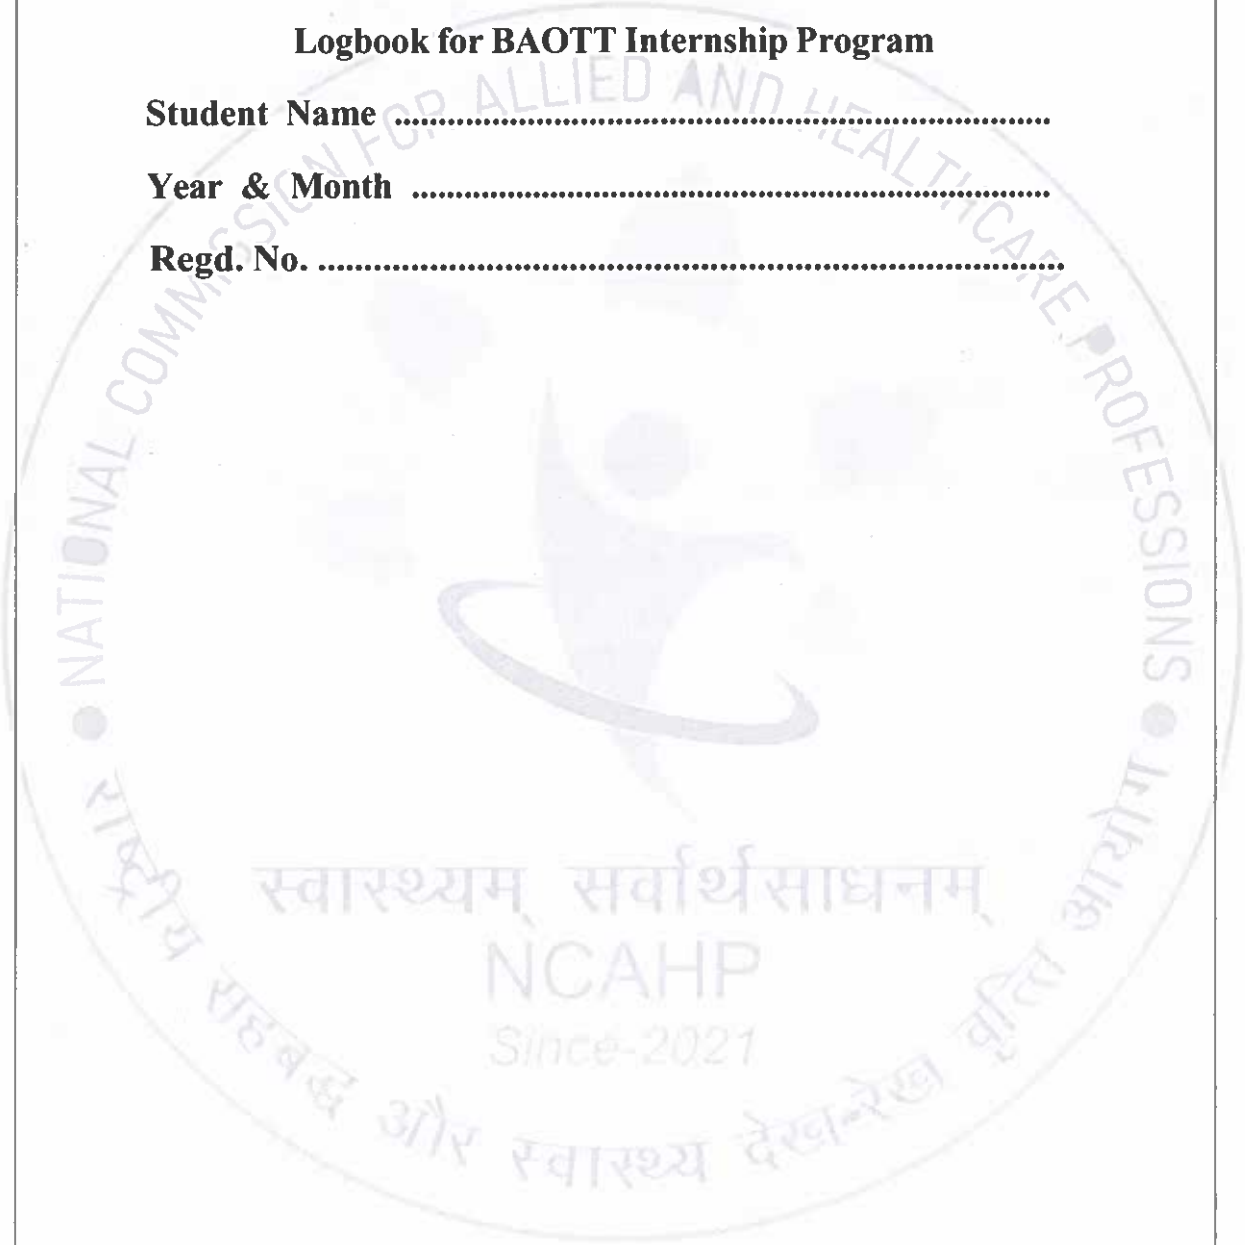 Logbook for BAOTT Internship Program
Student Name ........................................................................
Year & Month ......................................................................
Regd. No. ..................................................................................
NATIONAL COMMISSION FOR ALLIED AND HEALTHCARE PROFESSIONS
स्वास्थ्यम् सर्वार्थसाधनम्
NCAHP
Since-2021
राष्ट्रीय सहबद्ध और स्वास्थ्य देख-रेख वृत्ति आयोग